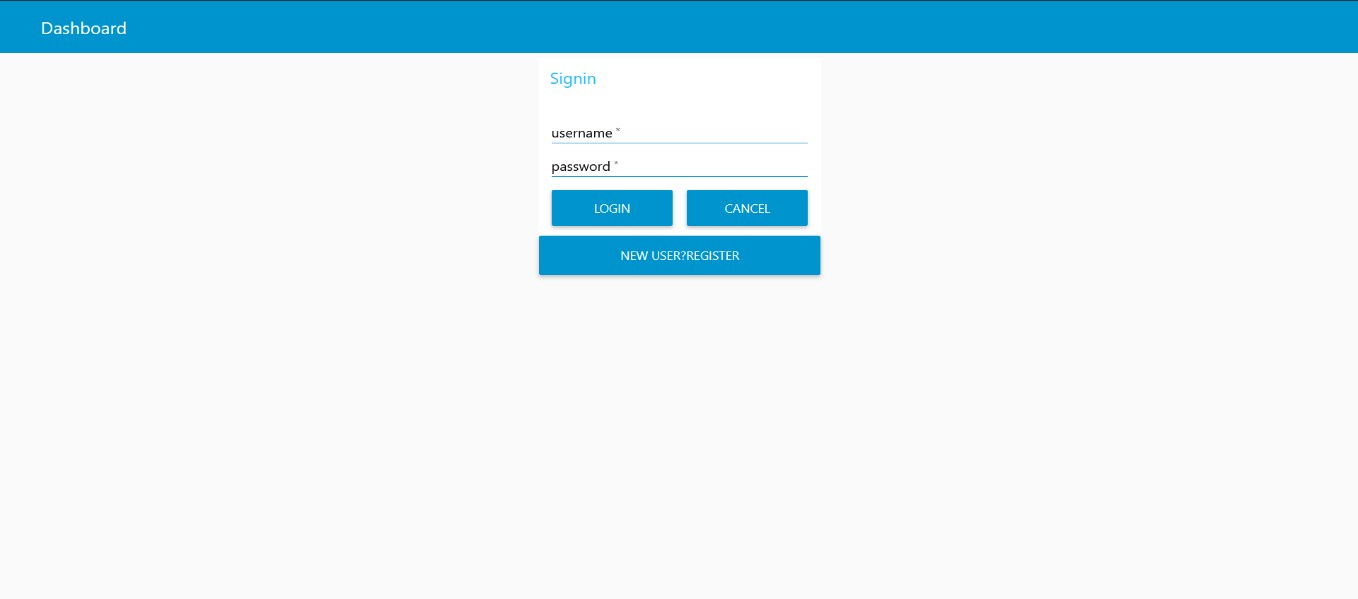 Dashboard
Signin
username *
password *
LOGIN CANCEL
NEW USER?REGISTER